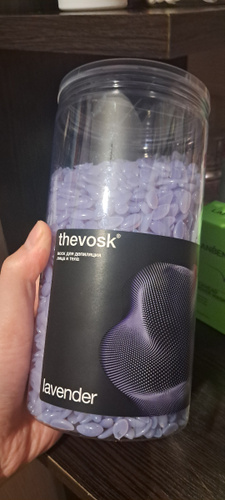 thevosk®
ВОСК ДЛЯ ДЕПИЛЯЦИИ
ЛИЦА И ТЕЛА
lavender